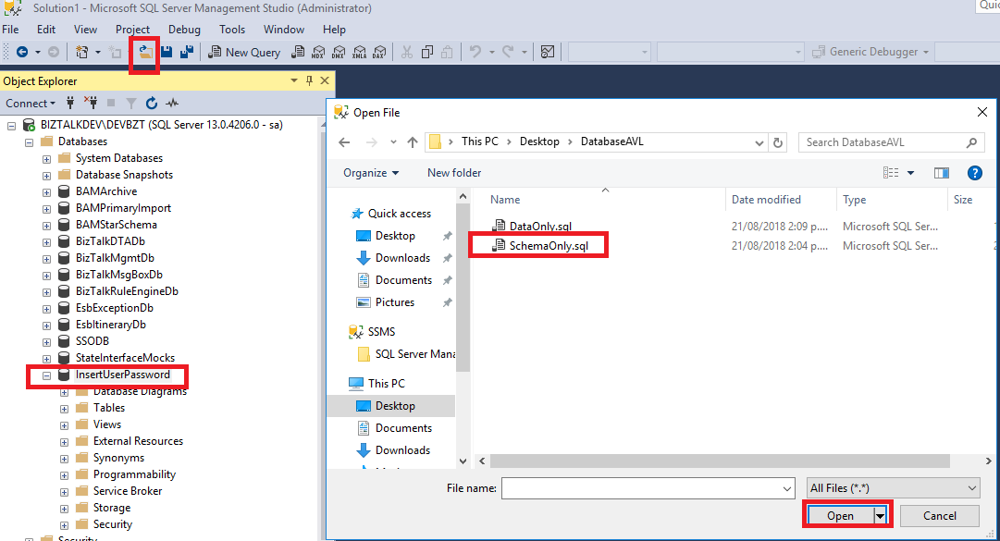 Solution1 - Microsoft SQL Server Management Studio (Administrator)
Quic
File Edit View Project Debug Tools Window Help
New Query MDX DMX XMLA DAX Generic Debugger
Object Explorer
Connect
BIZTALKDEV\DEVBZT (SQL Server 13.0.4206.0 - sa)
Databases
System Databases
Database Snapshots
BAMArchive
BAMPrimaryImport
BAMStarSchema
BizTalkDTADb
BizTalkMgmtDb
BizTalkMsgBoxDb
BizTalkRuleEngineDb
EsbExceptionDb
EsbItineraryDb
SSODB
StateInterfaceMocks
InsertUserPassword
Database Diagrams
Tables
Views
External Resources
Synonyms
Programmability
Service Broker
Storage
Security
Security
Open File
This PC > Desktop > DatabaseAVL
Search DatabaseAVL
Organize New folder
Name Date modified Type Size
DataOnly.sql 21/08/2018 2:09 p.... Microsoft SQL Ser...
SchemaOnly.sql 21/08/2018 2:04 p.... Microsoft SQL Ser...
Quick access
Desktop
Downloads
Documents
Pictures
SSMS
SQL Server Mana
This PC
Desktop
Documents
Downloads
File name:
All Files (*.*)
Open Cancel